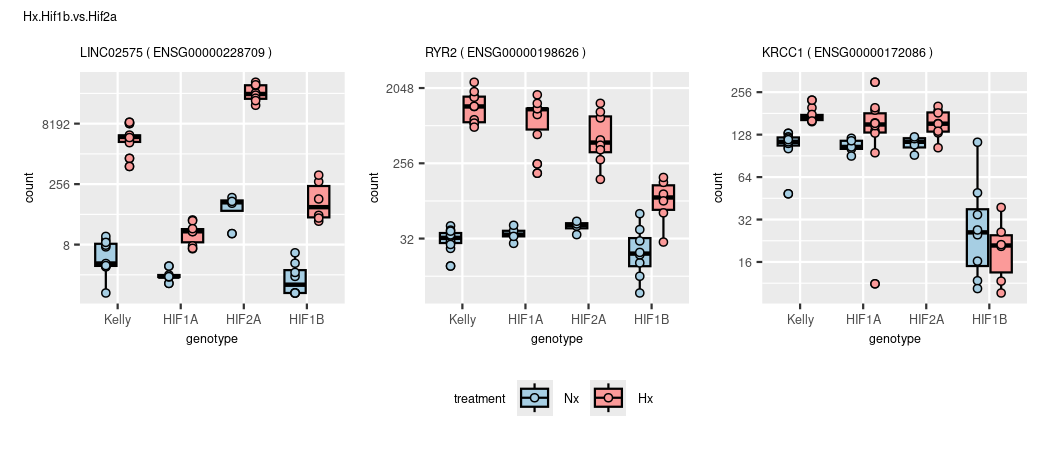 Hx.Hif1b.vs.Hif2a
LINC02575 ( ENSG00000228709 )
RYR2 ( ENSG00000198626 )
KRCC1 ( ENSG00000172086 )
count
8192
256
8
Kelly HIF1A HIF2A HIF1B
genotype
count
2048
256
32
Kelly HIF1A HIF2A HIF1B
genotype
count
256
128
64
32
16
Kelly HIF1A HIF2A HIF1B
genotype
treatment Nx Hx